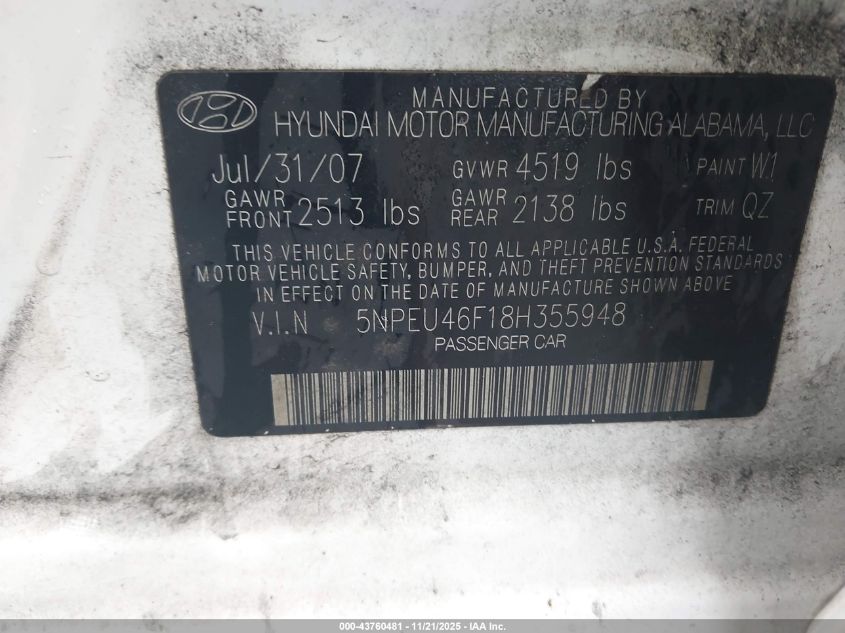 MANUFACTURED BY
HYUNDAI MOTOR MANUFACTURING ALABAMA, LLC
Jul/31/07 GVWR 4519 lbs PAINT W1
GAWR FRONT 2513 lbs GAWR REAR 2138 lbs TRIM QZ
THIS VEHICLE CONFORMS TO ALL APPLICABLE U.S.A. FEDERAL
MOTOR VEHICLE SAFETY, BUMPER, AND THEFT PREVENTION STANDARDS
IN EFFECT ON THE DATE OF MANUFACTURE SHOWN ABOVE
V.I.N 5NPEU46F18H355948
PASSENGER CAR
000-43760481 - 11/21/2025 - IAA Inc.